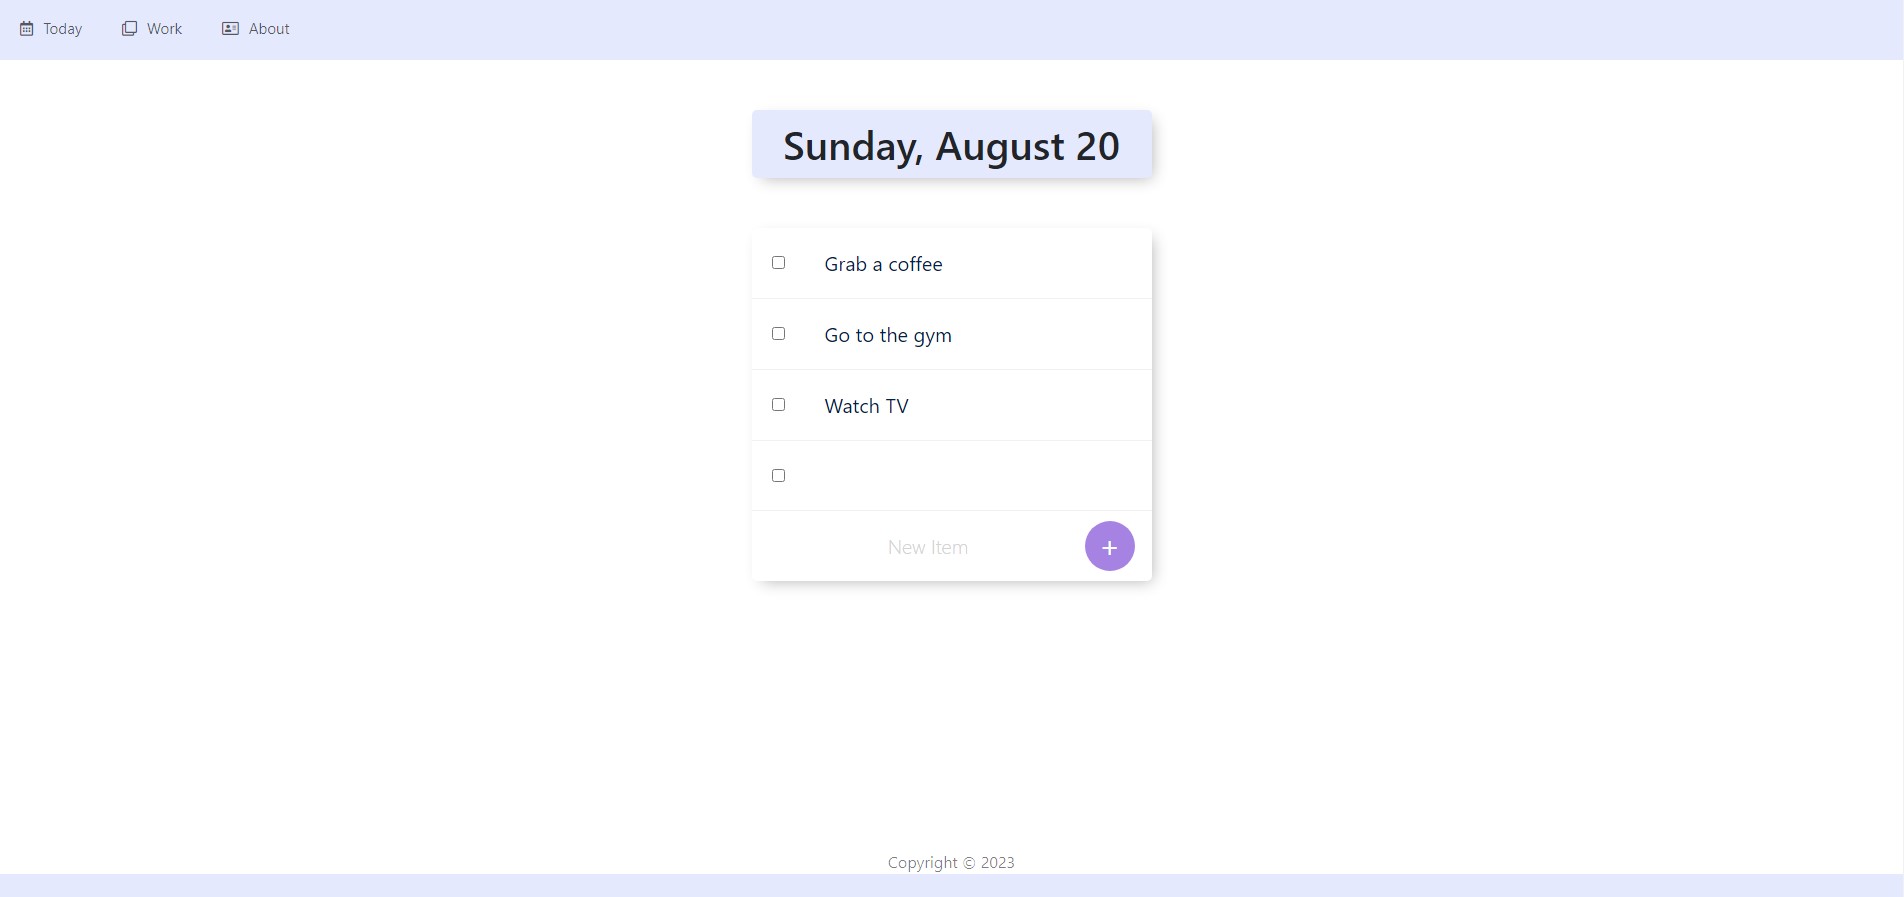 Today Work About
Sunday, August 20
Grab a coffee
Go to the gym
Watch TV
New Item +
Copyright © 2023